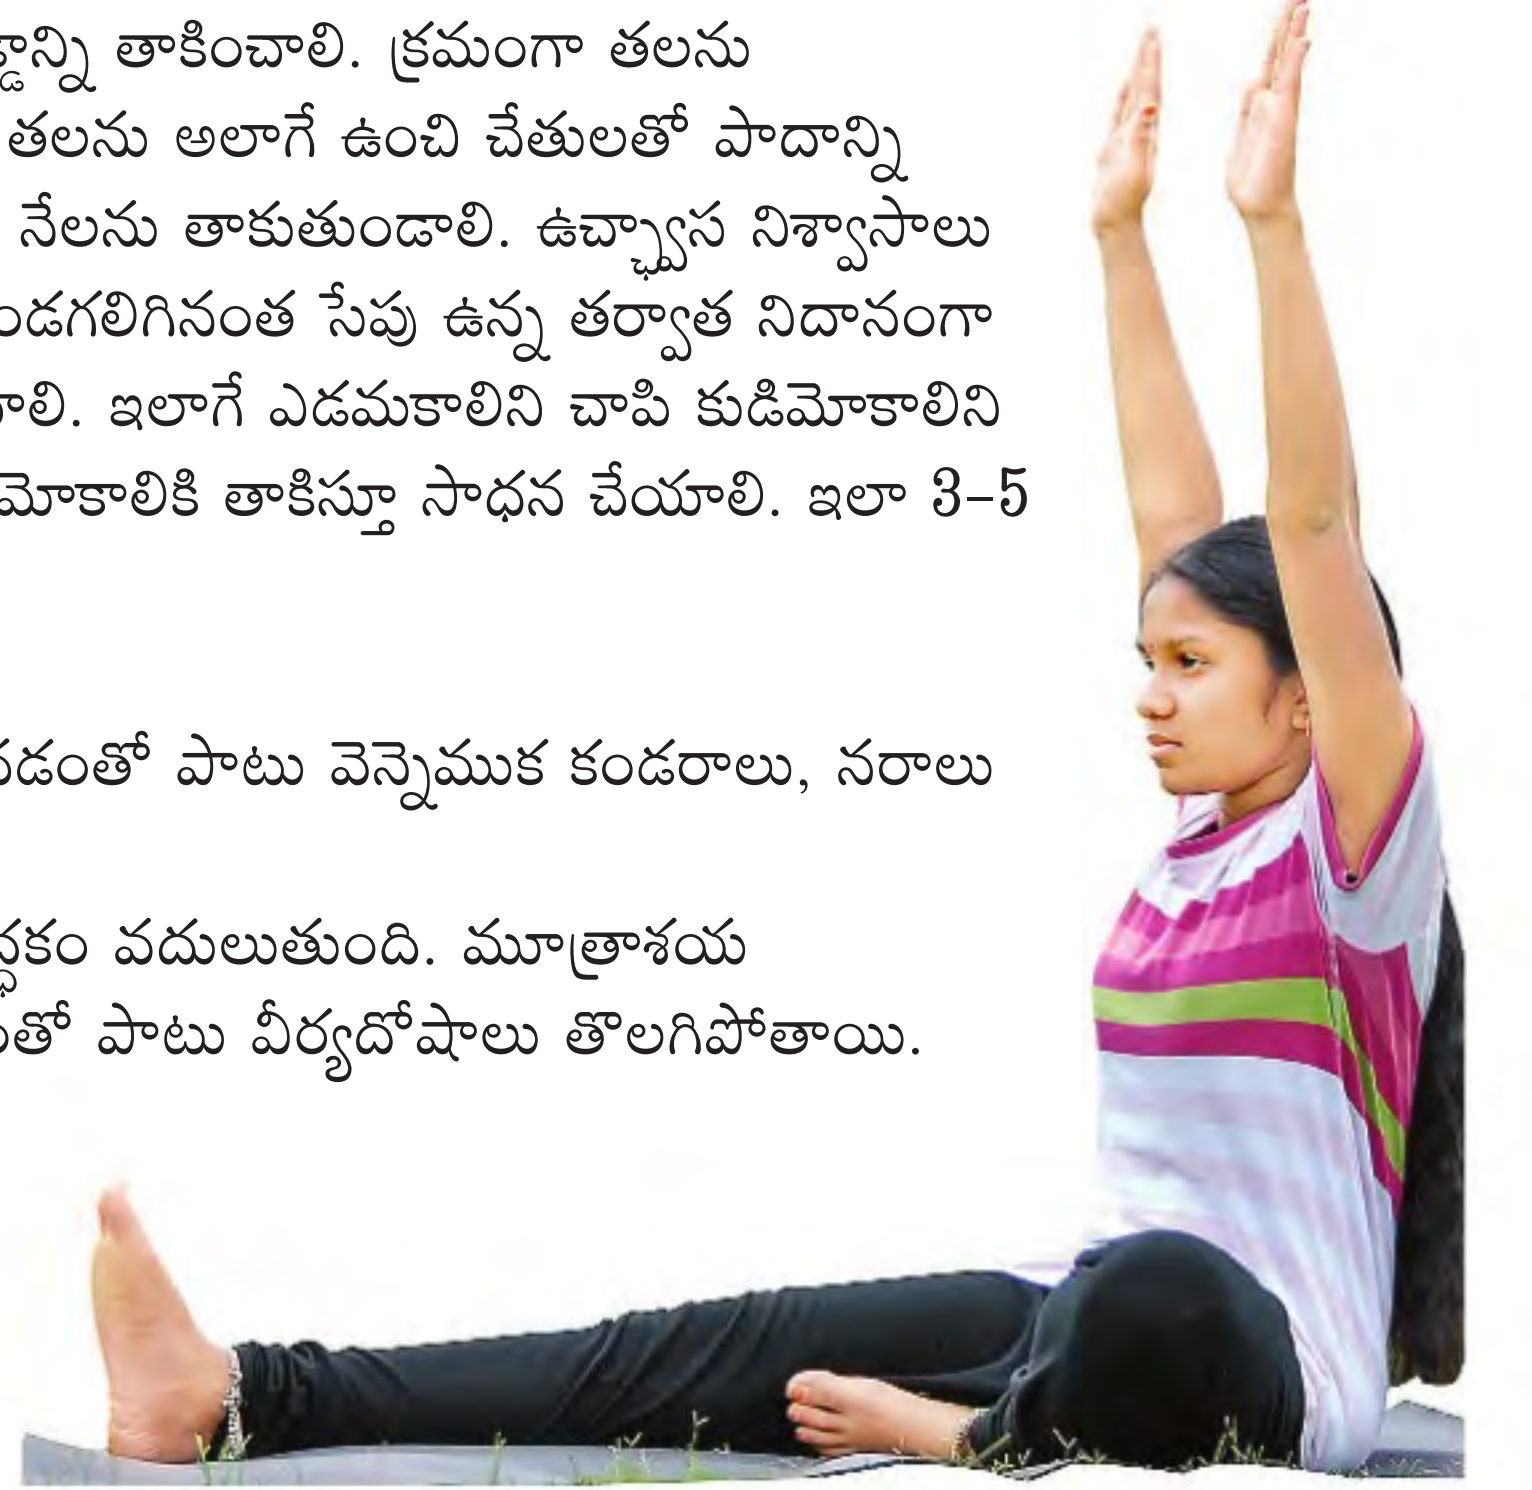 తాకించాలి. క్రమంగా తలను
తలను అలాగే ఉంచి చేతులతో పాదాన్ని
నేలను తాకుతుండాలి. ఉచ్ఛ్వాస నిశ్వాసాలు
సేపు ఉన్న తర్వాత నిదానంగా
ఇలాగే ఎడమకాలిని చాపి కుడిమోకాలిని
మోకాలికి తాకిస్తూ సాధన చేయాలి. ఇలా 3–5
పాటు వెన్నెముక కండరాలు, నరాలు
వదులుతుంది. మూత్రాశయ
పాటు వీర్యదోషాలు తొలగిపోతాయి.